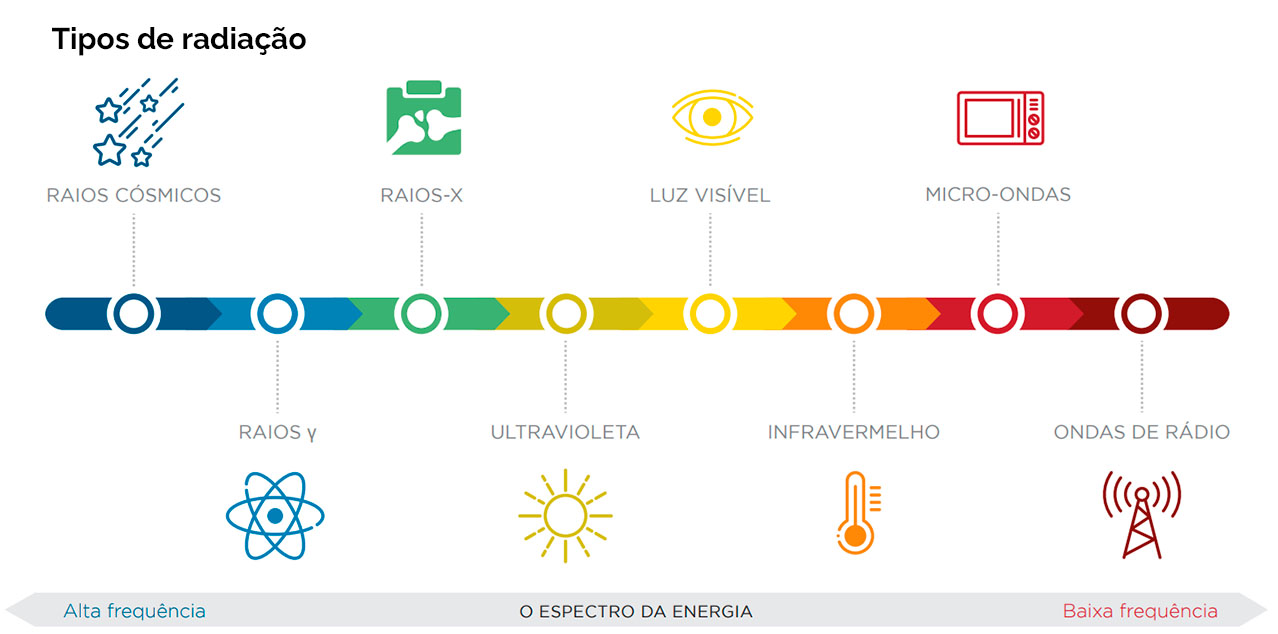 Tipos de radiação
RAIOS CÓSMICOS
RAIOS-X
LUZ VISÍVEL
MICRO-ONDAS
RAIOS γ
ULTRAVIOLETA
INFRAVERMELHO
ONDAS DE RÁDIO
Alta frequência
O ESPECTRO DA ENERGIA
Baixa frequência